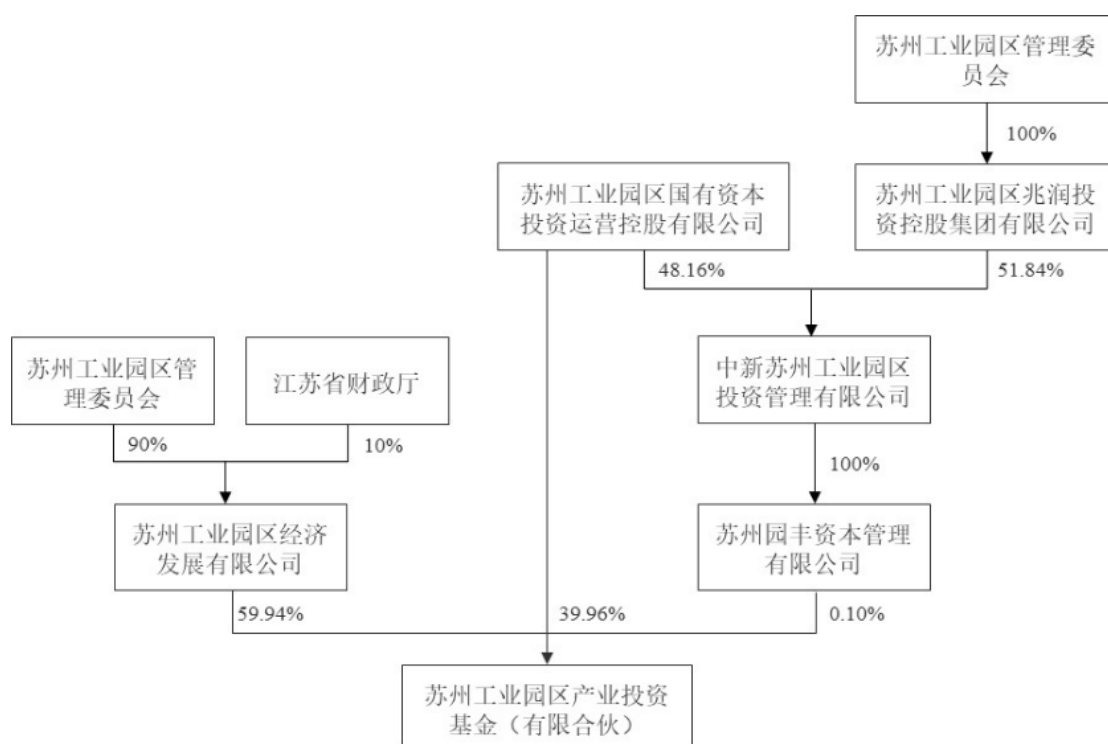 苏州工业园区管理委
员会
100%
苏州工业园区国有资本
投资运营控股有限公司
苏州工业园区兆润投
资控股集团有限公司
48.16%
51.84%
苏州工业园区管
理委员会
江苏省财政厅
中新苏州工业园区
投资管理有限公司
90%
10%
100%
苏州工业园区经济
发展有限公司
苏州园丰资本管理
有限公司
59.94%
39.96%
0.10%
苏州工业园区产业投资
基金（有限合伙）